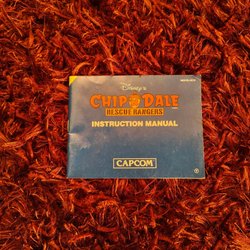 Disney's
CHIP 'N DALE
RESCUE RANGERS
INSTRUCTION MANUAL
CAPCOM